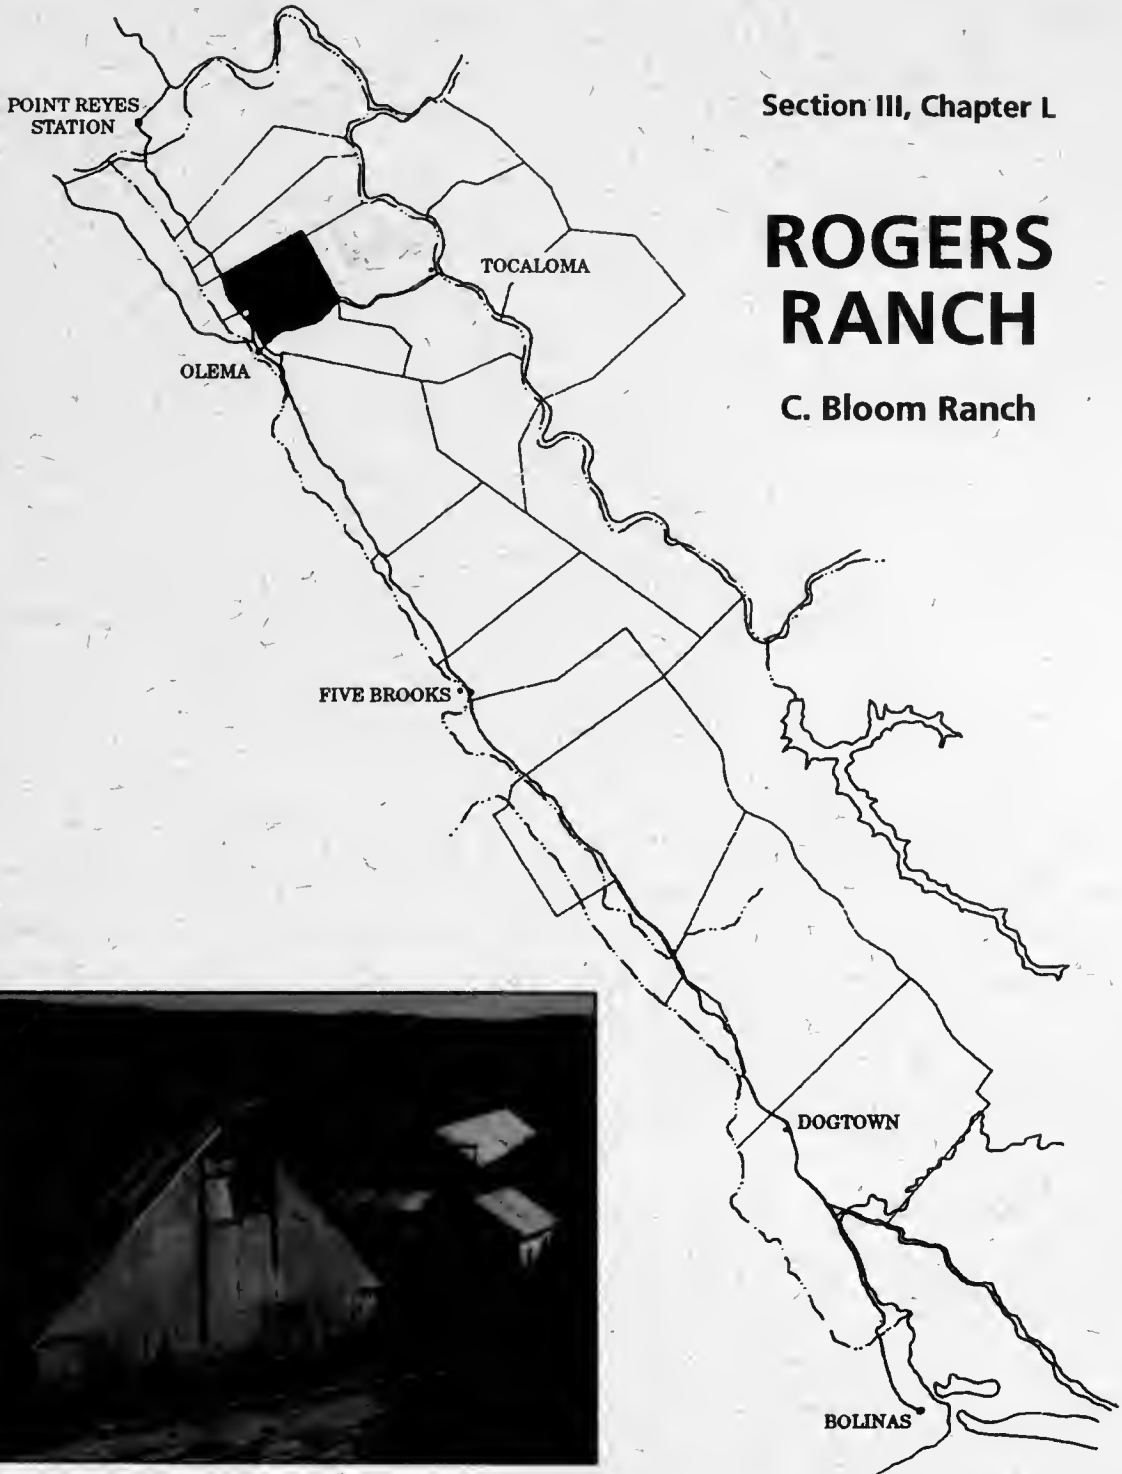 Section III, Chapter L
ROGERS
RANCH
C. Bloom Ranch
POINT REYES
STATION
TOCALOMA
OLEMA
FIVE BROOKS
DOGTOWN
BOLINAS